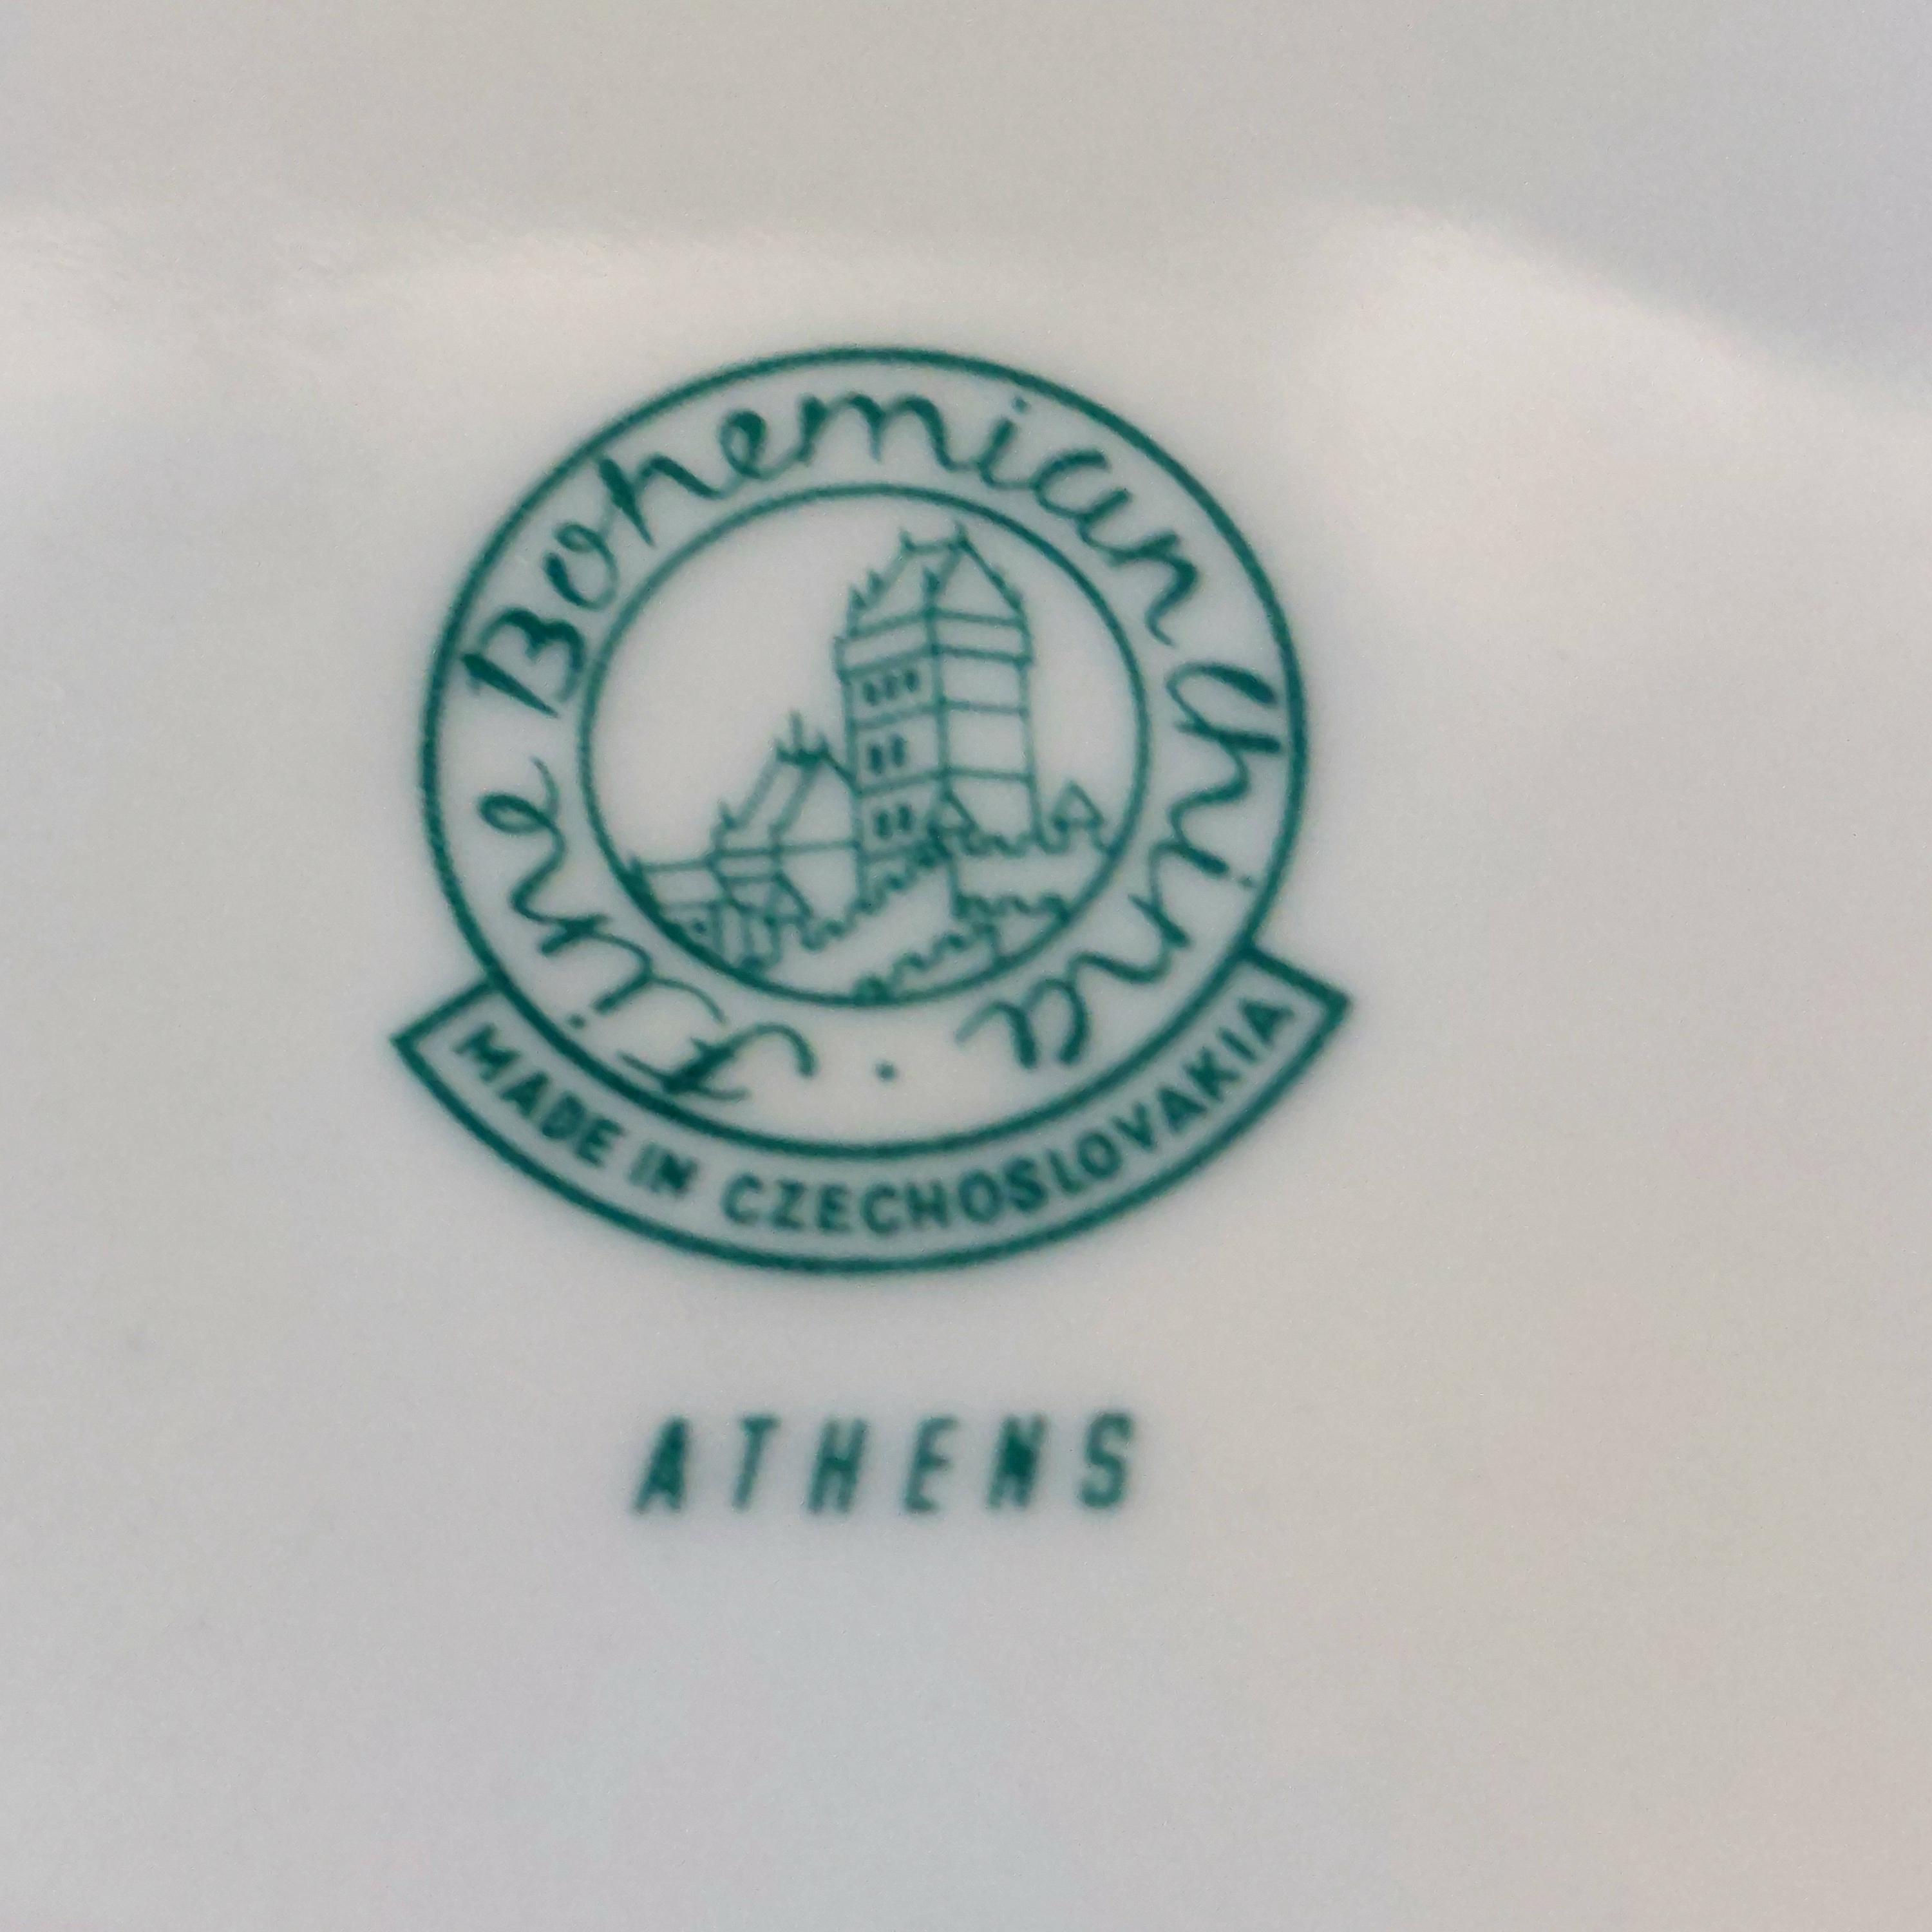 Fine Bohemian China ·
MADE IN CZECHOSLOVAKIA
ATHENS